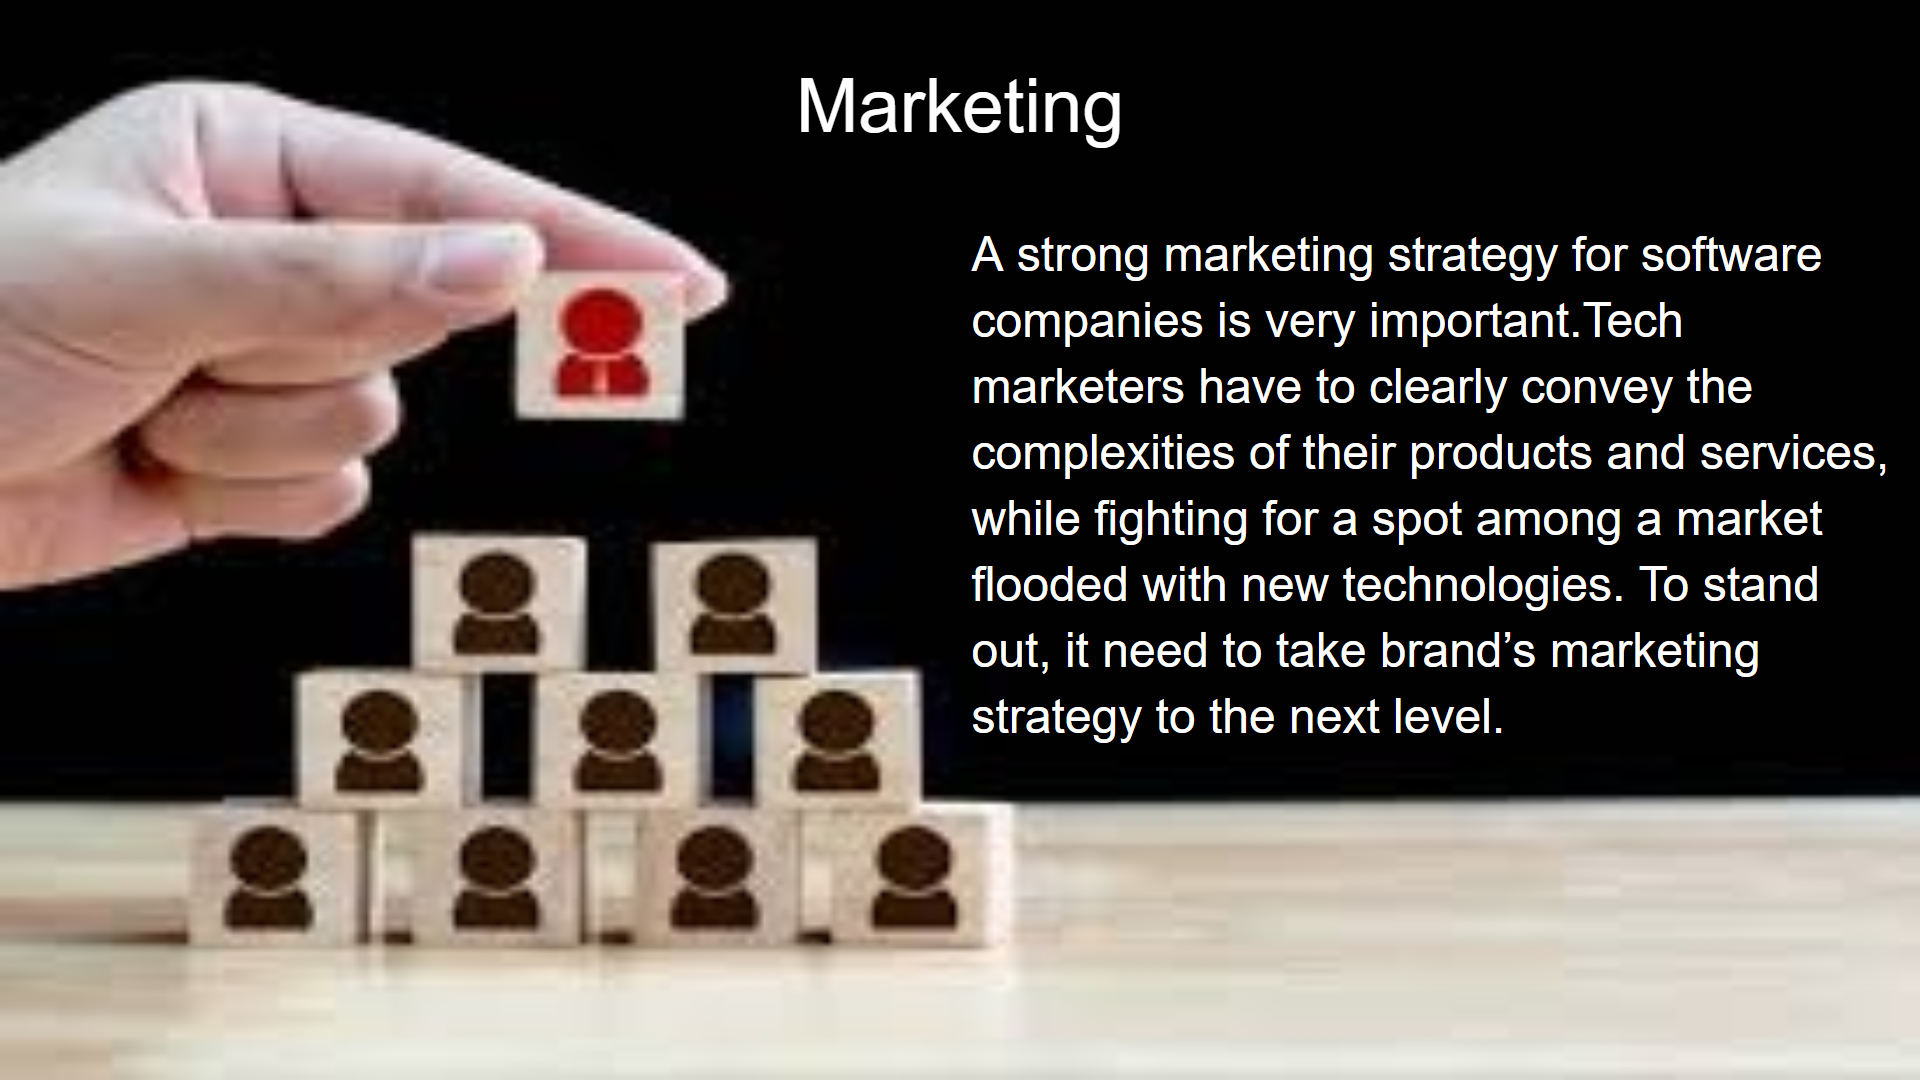 Marketing
A strong marketing strategy for software
companies is very important.Tech
marketers have to clearly convey the
complexities of their products and services,
while fighting for a spot among a market
flooded with new technologies. To stand
out, it need to take brand’s marketing
strategy to the next level.